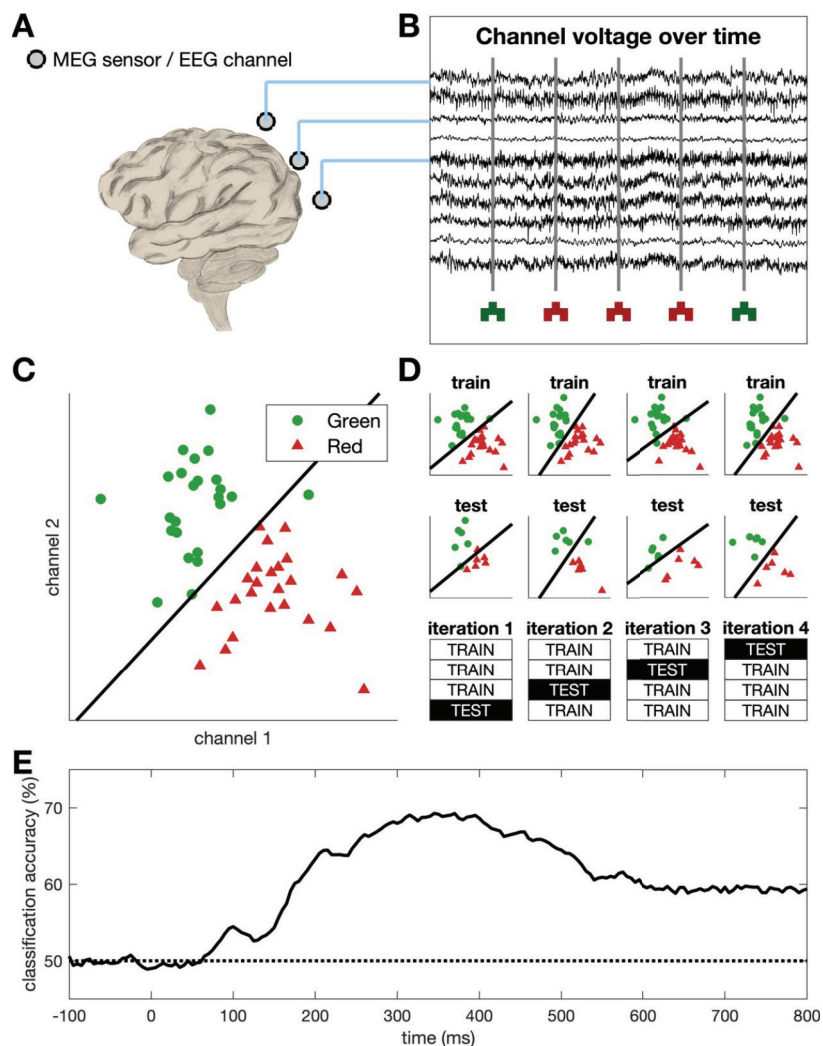 A
MEG sensor / EEG channel
B
Channel voltage over time
C
Green
Red
channel 2
channel 1
D
train train train train
test test test test
iteration 1 iteration 2 iteration 3 iteration 4
TRAIN TRAIN TRAIN TEST
TRAIN TRAIN TEST TRAIN
TRAIN TEST TRAIN TRAIN
TEST TRAIN TRAIN TRAIN
E
classification accuracy (%)
70
60
50
-100 0 100 200 300 400 500 600 700 800
time (ms)